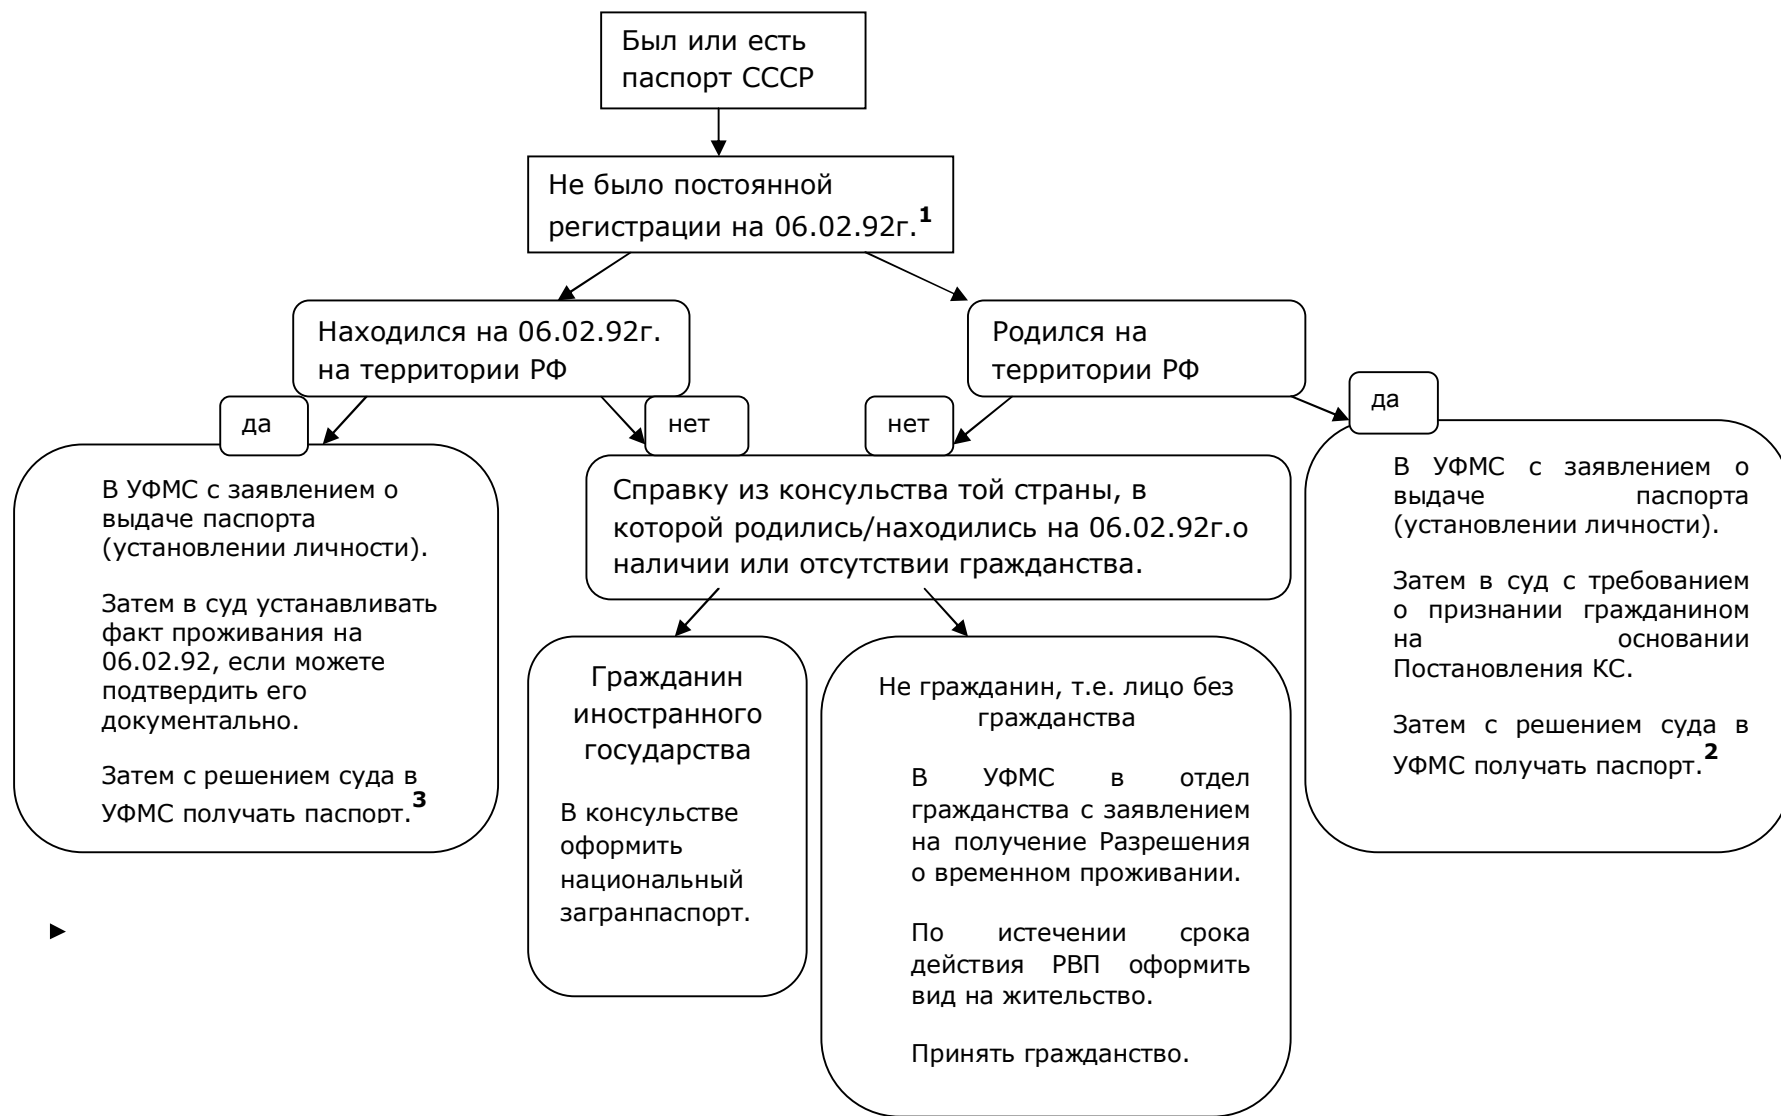 Был или есть
паспорт СССР
Не было постоянной
регистрации на 06.02.92г.1
Находился на 06.02.92г.
на территории РФ
Родился на
территории РФ
да
нет
нет
да
В УФМС с заявлением о
выдаче паспорта
(установлении личности).
Затем в суд устанавливать
факт проживания на
06.02.92, если можете
подтвердить его
документально.
Затем с решением суда в
УФМС получать паспорт.3
Справку из консульства той страны, в
которой родились/находились на 06.02.92г.о
наличии или отсутствии гражданства.
В УФМС с заявлением о
выдаче паспорта
(установлении личности).
Затем в суд с требованием
о признании гражданином
на основании
Постановления КС.
Затем с решением суда в
УФМС получать паспорт.2
Гражданин
иностранного
государства
В консульстве
оформить
национальный
загранпаспорт.
Не гражданин, т.е. лицо без
гражданства
В УФМС в отдел
гражданства с заявлением
на получение Разрешения
о временном проживании.
По истечении срока
действия РВП оформить
вид на жительство.
Принять гражданство.